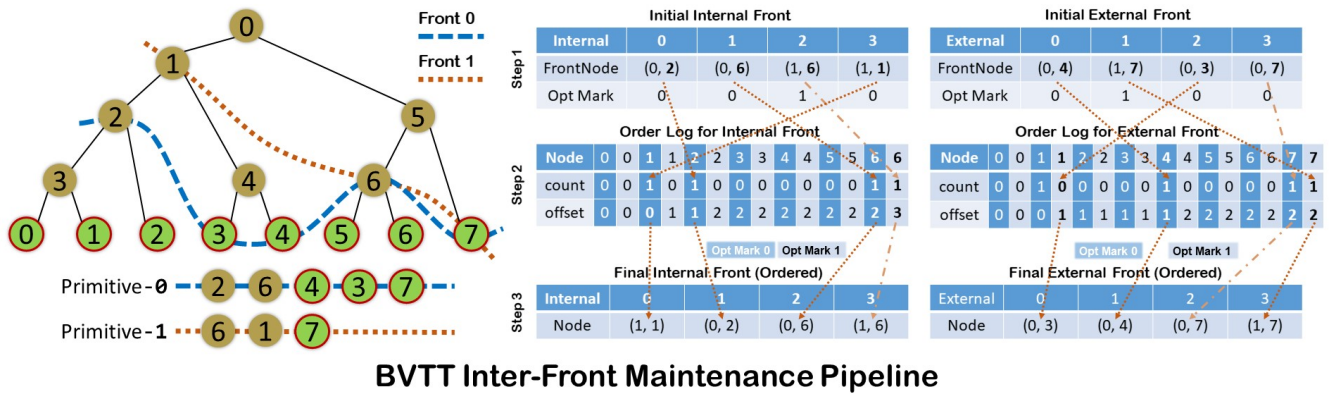 0
1
2
5
3
4
6
0
1
2
3
4
5
6
7
Front 0
Front 1
Primitive-0
2 6 4 3 7
Primitive-1
6 1 7
Step 1
Initial Internal Front
Internal 0 1 2 3
FrontNode (0, 2) (0, 6) (1, 6) (1, 1)
Opt Mark 0 0 1 0
Initial External Front
External 0 1 2 3
FrontNode (0, 4) (1, 7) (0, 3) (0, 7)
Opt Mark 0 1 0 0
Step 2
Order Log for Internal Front
Node 0 0 1 1 2 2 3 3 4 4 5 5 6 6
count 0 0 1 0 1 0 0 0 0 0 0 0 1 1
offset 0 0 0 1 1 2 2 2 2 2 2 2 2 3
Opt Mark 0 Opt Mark 1
Order Log for External Front
Node 0 0 1 1 2 2 3 3 4 4 5 5 6 6 7 7
count 0 0 1 0 0 0 0 0 1 0 0 0 0 0 1 1
offset 0 0 0 1 1 1 1 1 1 2 2 2 2 2 2 2
Opt Mark 0 Opt Mark 1
Step 3
Final Internal Front (Ordered)
Internal 0 1 2 3
Node (1, 1) (0, 2) (0, 6) (1, 6)
Final External Front (Ordered)
External 0 1 2 3
Node (0, 3) (0, 4) (0, 7) (1, 7)
BVTT Inter-Front Maintenance Pipeline